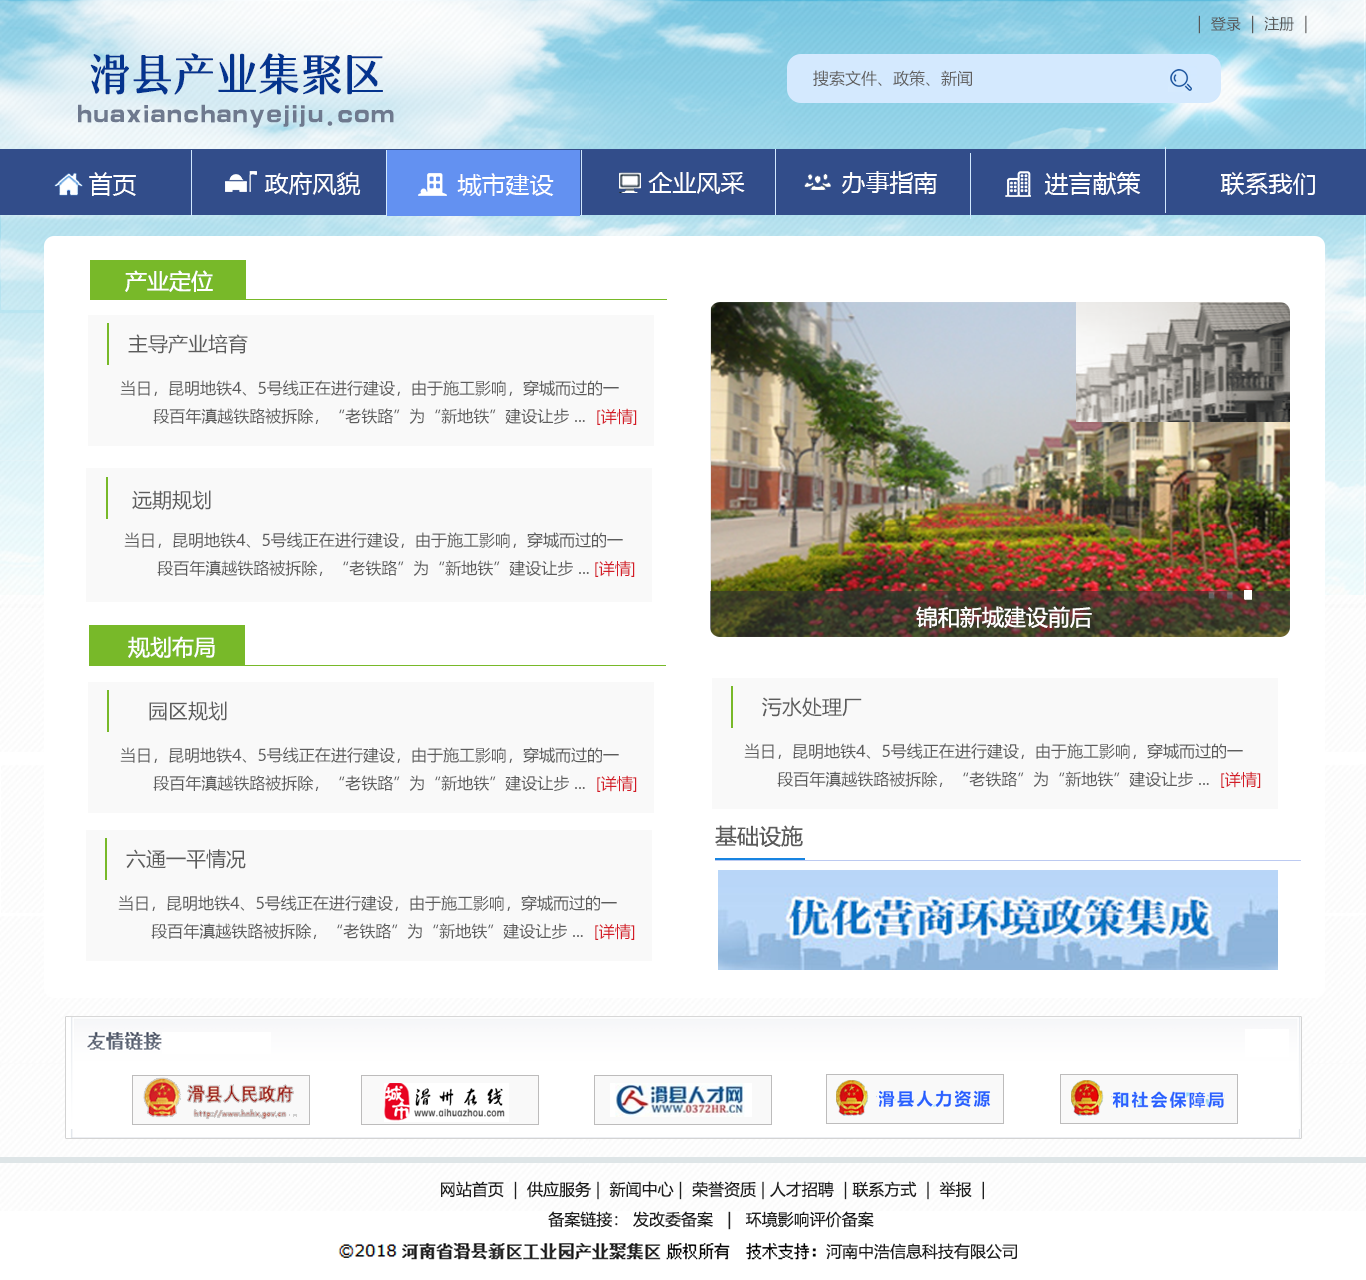 | 登录 | 注册 |
滑县产业集聚区
huaxianchanyejiju.com
搜索文件、政策、新闻
首页 政府风貌 城市建设 企业风采 办事指南 进言献策 联系我们
产业定位
主导产业培育
当日，昆明地铁4、5号线正在进行建设，由于施工影响，穿城而过的一
段百年滇越铁路被拆除，“老铁路”为“新地铁”建设让步 ... [详情]
远期规划
当日，昆明地铁4、5号线正在进行建设，由于施工影响，穿城而过的一
段百年滇越铁路被拆除，“老铁路”为“新地铁”建设让步 ... [详情]
规划布局
园区规划
当日，昆明地铁4、5号线正在进行建设，由于施工影响，穿城而过的一
段百年滇越铁路被拆除，“老铁路”为“新地铁”建设让步 ... [详情]
六通一平情况
当日，昆明地铁4、5号线正在进行建设，由于施工影响，穿城而过的一
段百年滇越铁路被拆除，“老铁路”为“新地铁”建设让步 ... [详情]
锦和新城建设前后
污水处理厂
当日，昆明地铁4、5号线正在进行建设，由于施工影响，穿城而过的一
段百年滇越铁路被拆除，“老铁路”为“新地铁”建设让步 ... [详情]
基础设施
优化营商环境政策集成
友情链接
滑县人民政府
http://www.hnhx.gov.cn
城市 滑州在线
www.aihuazhou.com
滑县人才网
WWW.0372HR.CN
滑县人力资源
和社会保障局
网站首页 | 供应服务 | 新闻中心 | 荣誉资质 | 人才招聘 | 联系方式 | 举报 |
备案链接： 发改委备案 | 环境影响评价备案
©2018 河南省滑县新区工业园产业聚集区 版权所有 技术支持：河南中浩信息科技有限公司